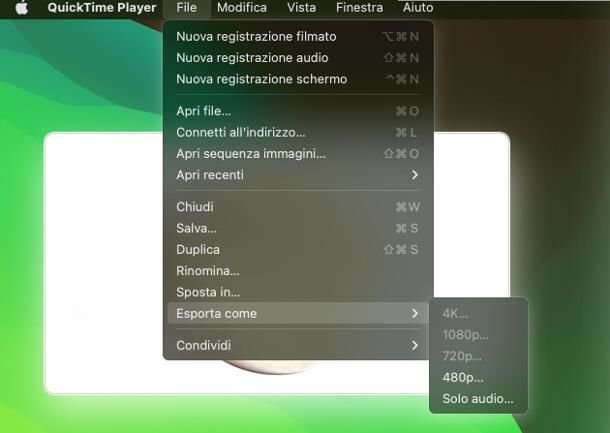 QuickTime Player File Modifica Vista Finestra Aiuto
Nuova registrazione filmato ⌥⌘N
Nuova registrazione audio ⇧⌘N
Nuova registrazione schermo ^⌘N
Apri file... ⌘O
Connetti all'indirizzo... ⌘L
Apri sequenza immagini... ⇧⌘O
Apri recenti
Chiudi ⌘W
Salva... ⌘S
Duplica ⇧⌘S
Rinomina...
Sposta in...
Esporta come
4K...
1080p...
720p...
480p...
Solo audio...
Condividi